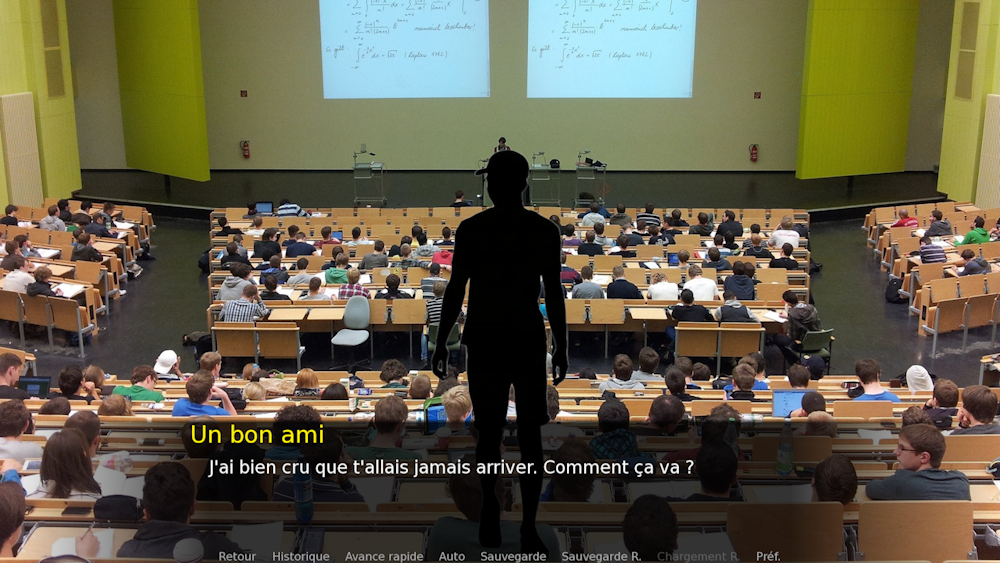 Un bon ami
J'ai bien cru que t'allais jamais arriver. Comment ça va ?
Retour Historique Avance rapide Auto Sauvegarde Sauvegarde R. Chargement R. Préf.